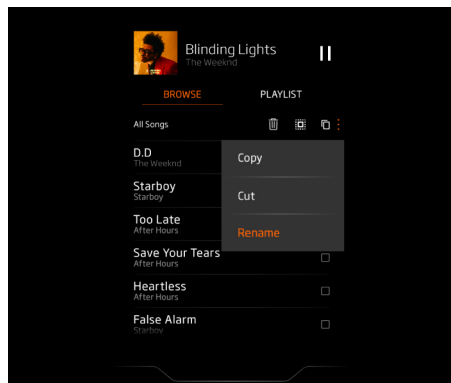 Blinding Lights
The Weeknd
BROWSE
PLAYLIST
All Songs
D.D
The Weeknd
Starboy
Starboy
Too Late
After Hours
Save Your Tears
After Hours
Heartless
After Hours
False Alarm
Starboy
Copy
Cut
Rename